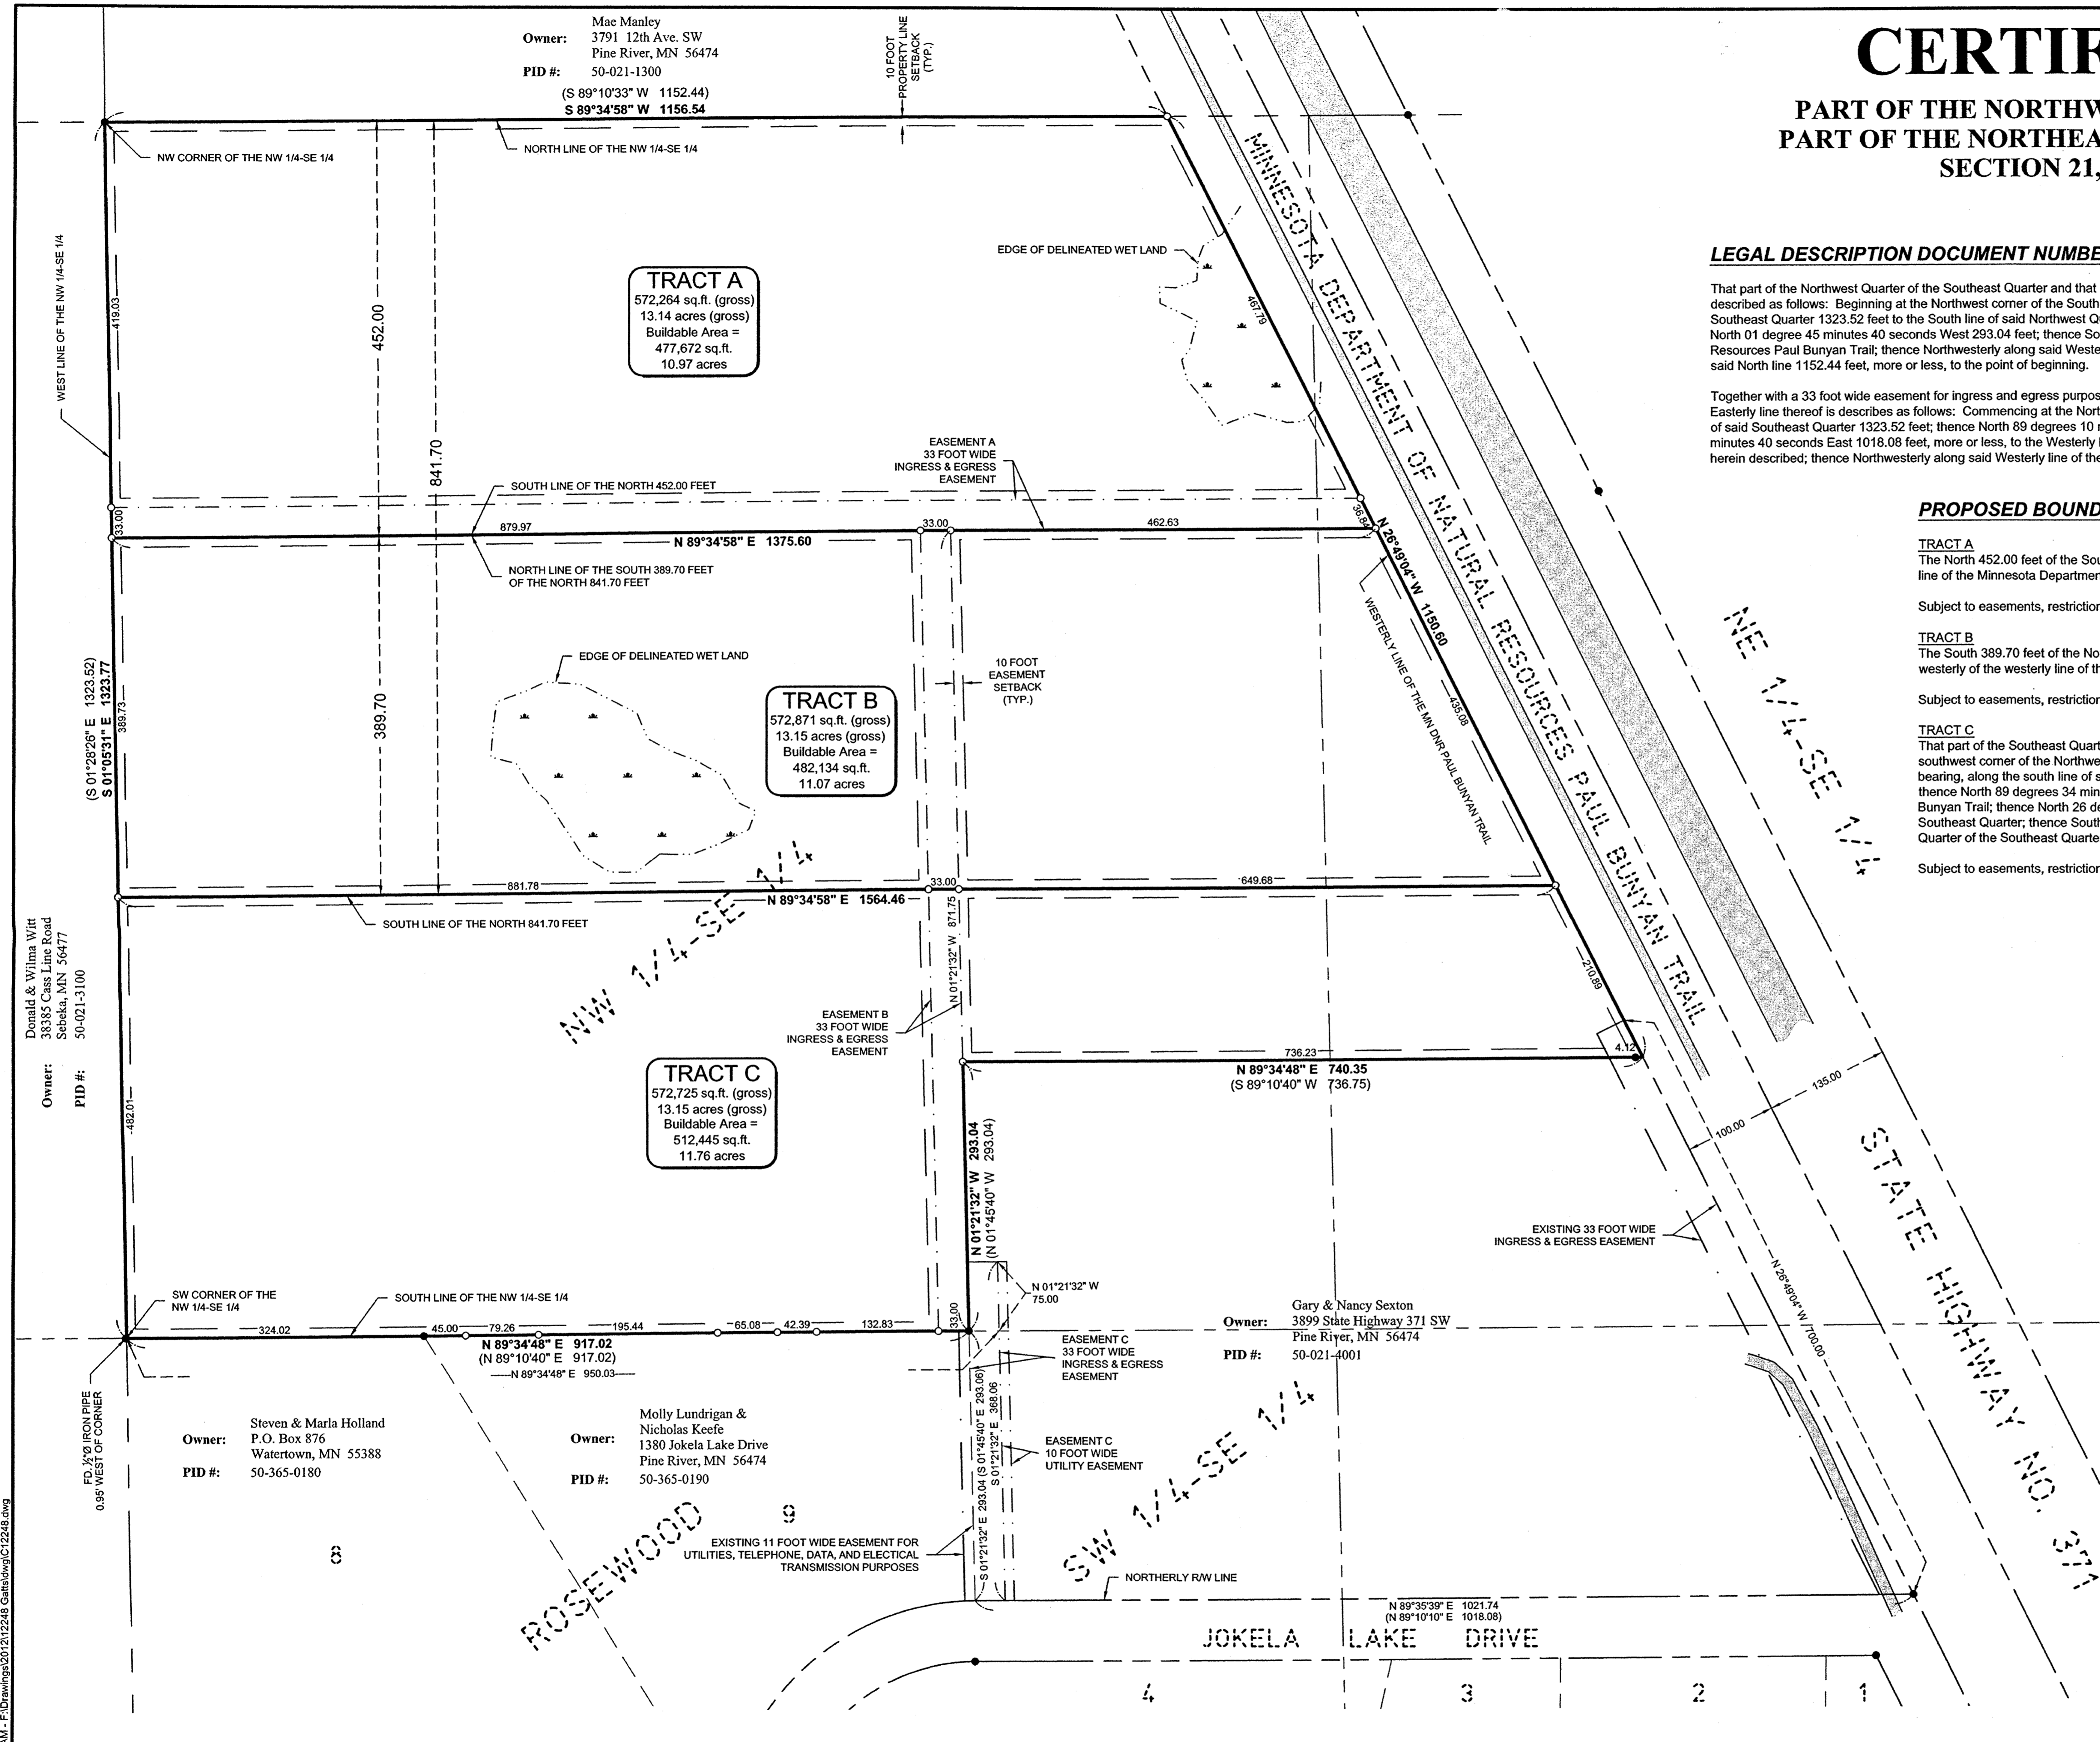 Mae Manley
Owner: 3791 12th Ave. SW
Pine River, MN 56474
PID #: 50-021-1300
(S 89°10'33" W 1152.44)
S 89°34'58" W 1156.54
10 FOOT
PROPERTY LINE
SETBACK
(TYP.)
NW CORNER OF THE NW 1/4-SE 1/4
NORTH LINE OF THE NW 1/4-SE 1/4
CERTIF
PART OF THE NORTHW
PART OF THE NORTHEA
SECTION 21,
LEGAL DESCRIPTION DOCUMENT NUMBE
That part of the Northwest Quarter of the Southeast Quarter and that
described as follows: Beginning at the Northwest corner of the South
Southeast Quarter 1323.52 feet to the South line of said Northwest Q
North 01 degree 45 minutes 40 seconds West 293.04 feet; thence So
Resources Paul Bunyan Trail; thence Northwesterly along said Weste
said North line 1152.44 feet, more or less, to the point of beginning.
Together with a 33 foot wide easement for ingress and egress purpos
Easterly line thereof is describes as follows: Commencing at the Nort
of said Southeast Quarter 1323.52 feet; thence North 89 degrees 10
minutes 40 seconds East 1018.08 feet, more or less, to the Westerly
herein described; thence Northwesterly along said Westerly line of the
PROPOSED BOUND
TRACT A
The North 452.00 feet of the Sou
line of the Minnesota Departmen
Subject to easements, restriction
TRACT B
The South 389.70 feet of the No
westerly of the westerly line of th
Subject to easements, restriction
TRACT C
That part of the Southeast Quart
southwest corner of the Northwe
bearing, along the south line of s
thence North 89 degrees 34 min
Bunyan Trail; thence North 26 de
Southeast Quarter; thence South
Quarter of the Southeast Quarte
Subject to easements, restriction
WEST LINE OF THE NW 1/4-SE 1/4
419.03
452.00
841.70
TRACT A
572,264 sq.ft. (gross)
13.14 acres (gross)
Buildable Area =
477,672 sq.ft.
10.97 acres
EDGE OF DELINEATED WET LAND
467.79
MINNESOTA DEPARTMENT OF NATURAL RESOURCES PAUL BUNYAN TRAIL
EASEMENT A
33 FOOT WIDE
INGRESS & EGRESS
EASEMENT
SOUTH LINE OF THE NORTH 452.00 FEET
33.00
879.97
33.00
462.63
36.84
N 89°34'58" E 1375.60
N 26°49'04" W 1150.60
NORTH LINE OF THE SOUTH 389.70 FEET
OF THE NORTH 841.70 FEET
WESTERLY LINE OF THE MN DNR PAUL BUNYAN TRAIL
435.08
NE 1/4-SE 1/4
(S 01°28'26" E 1323.52)
S 01°05'31" E 1323.77
389.73
389.70
EDGE OF DELINEATED WET LAND
10 FOOT
EASEMENT
SETBACK
(TYP.)
TRACT B
572,871 sq.ft. (gross)
13.15 acres (gross)
Buildable Area =
482,134 sq.ft.
11.07 acres
881.78
33.00
649.68
N 89°34'58" E 1564.46
SOUTH LINE OF THE NORTH 841.70 FEET
NW 1/4-SE 1/4
N 01°21'32" W 871.75
210.89
Donald & Wilma Witt
Owner: 38385 Cass Line Road
Sebeka, MN 56477
PID #: 50-021-3100
EASEMENT B
33 FOOT WIDE
INGRESS & EGRESS
EASEMENT
TRACT C
572,725 sq.ft. (gross)
13.15 acres (gross)
Buildable Area =
512,445 sq.ft.
11.76 acres
482.01
736.23
4.12
N 89°34'48" E 740.35
(S 89°10'40" W 736.75)
135.00
100.00
N 01°21'32" W 293.04
(N 01°45'40" W 293.04)
EXISTING 33 FOOT WIDE
INGRESS & EGRESS EASEMENT
STATE HIGHWAY NO. 371
N 26°49'04" W 700.00
SW CORNER OF THE
NW 1/4-SE 1/4
SOUTH LINE OF THE NW 1/4-SE 1/4
N 01°21'32" W
75.00
324.02
45.00
79.26
195.44
65.08
42.39
132.83
33.00
N 89°34'48" E 917.02
(N 89°10'40" E 917.02)
N 89°34'48" E 950.03
Gary & Nancy Sexton
Owner: 3899 State Highway 371 SW
Pine River, MN 56474
PID #: 50-021-4001
EASEMENT C
33 FOOT WIDE
INGRESS & EGRESS
EASEMENT
FD. ½"Ø IRON PIPE
0.95' WEST OF CORNER
Steven & Marla Holland
Owner: P.O. Box 876
Watertown, MN 55388
PID #: 50-365-0180
Molly Lundrigan &
Nicholas Keefe
Owner: 1380 Jokela Lake Drive
Pine River, MN 56474
PID #: 50-365-0190
S 01°21'32" E 293.04 (S 01°45'40" E 293.06)
S 01°21'32" E 368.06
EASEMENT C
10 FOOT WIDE
UTILITY EASEMENT
SW 1/4-SE 1/4
8
9
ROSEWOOD
EXISTING 11 FOOT WIDE EASEMENT FOR
UTILITIES, TELEPHONE, DATA, AND ELECTICAL
TRANSMISSION PURPOSES
NORTHERLY R/W LINE
N 89°35'39" E 1021.74
(N 89°10'10" E 1018.08)
JOKELA LAKE DRIVE
4
3
2
1
AM - F:\Drawings\2012\12248 Gatts\dwg\C12248.dwg